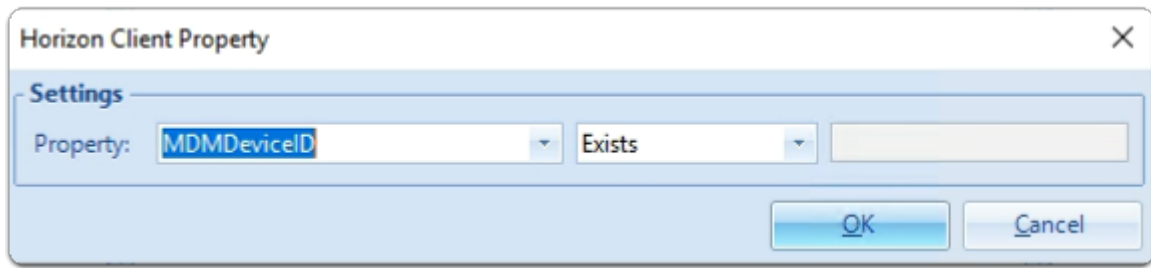 Horizon Client Property
Settings
Property: MDMDeviceID Exists
OK Cancel